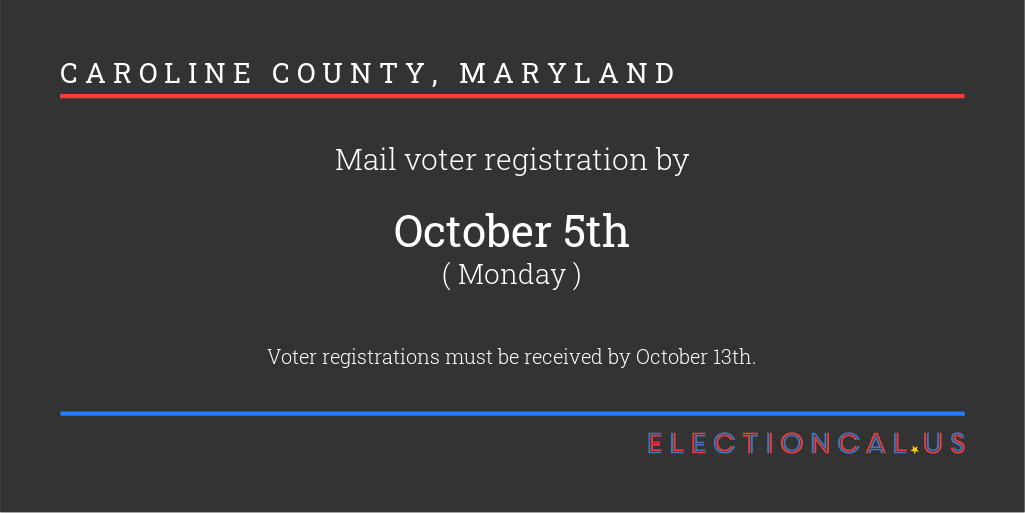 CAROLINE COUNTY, MARYLAND
Mail voter registration by
October 5th
( Monday )
Voter registrations must be received by October 13th.
ELECTIONCAL.US